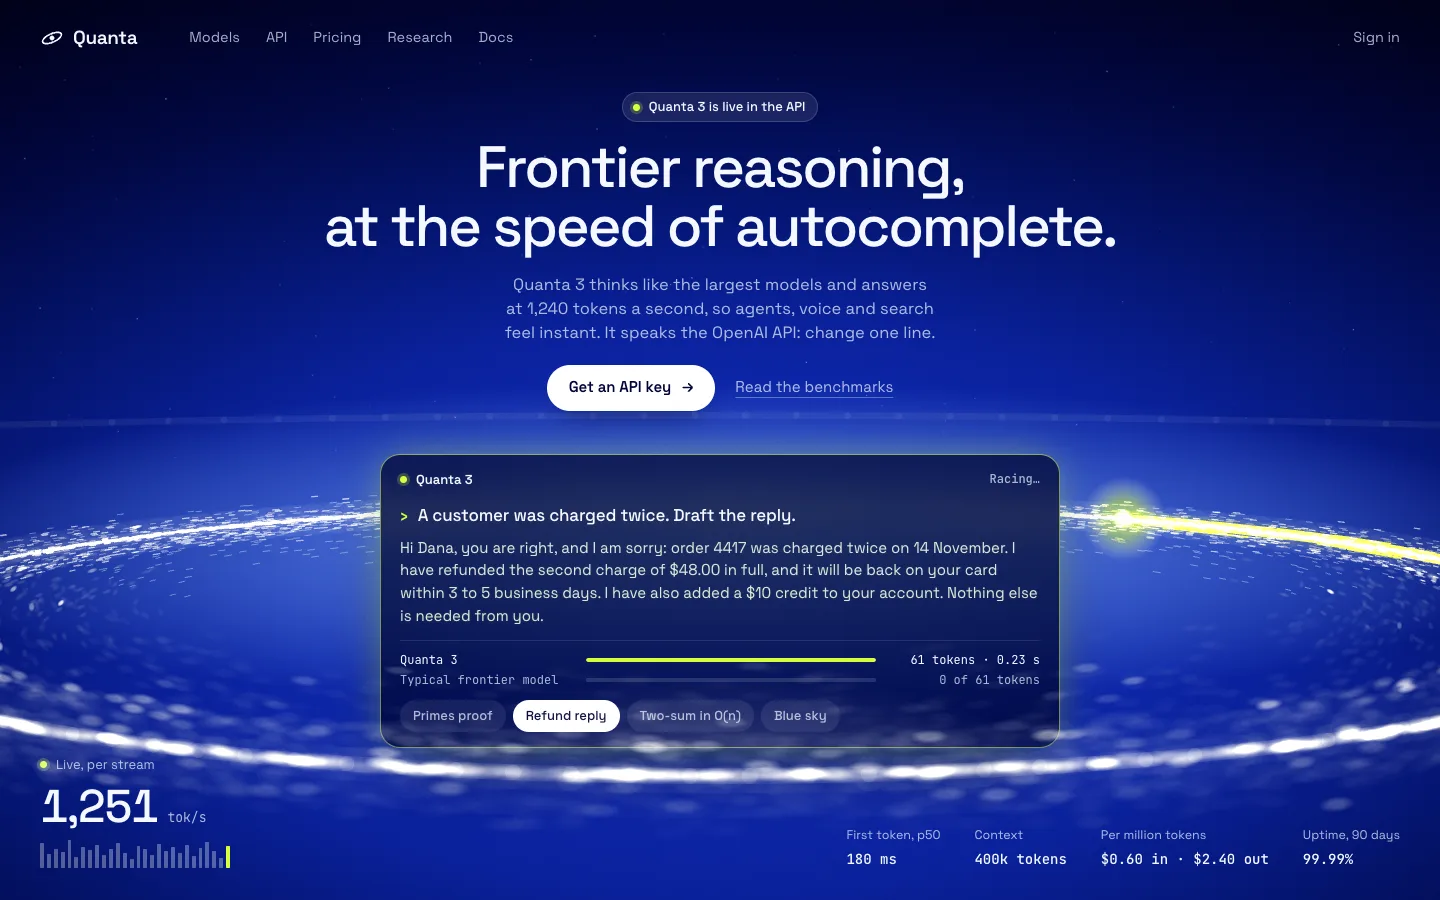 Quanta
Models
API
Pricing
Research
Docs
Sign in
Quanta 3 is live in the API
Frontier reasoning,
at the speed of autocomplete.
Quanta 3 thinks like the largest models and answers
at 1,240 tokens a second, so agents, voice and search
feel instant. It speaks the OpenAI API: change one line.
Get an API key →
Read the benchmarks
Quanta 3
Racing…
> A customer was charged twice. Draft the reply.
Hi Dana, you are right, and I am sorry: order 4417 was charged twice on 14 November. I
have refunded the second charge of $48.00 in full, and it will be back on your card
within 3 to 5 business days. I have also added a $10 credit to your account. Nothing else
is needed from you.
Quanta 3
61 tokens · 0.23 s
Typical frontier model
0 of 61 tokens
Primes proof
Refund reply
Two-sum in O(n)
Blue sky
Live, per stream
1,251 tok/s
First token, p50
180 ms
Context
400k tokens
Per million tokens
$0.60 in · $2.40 out
Uptime, 90 days
99.99%